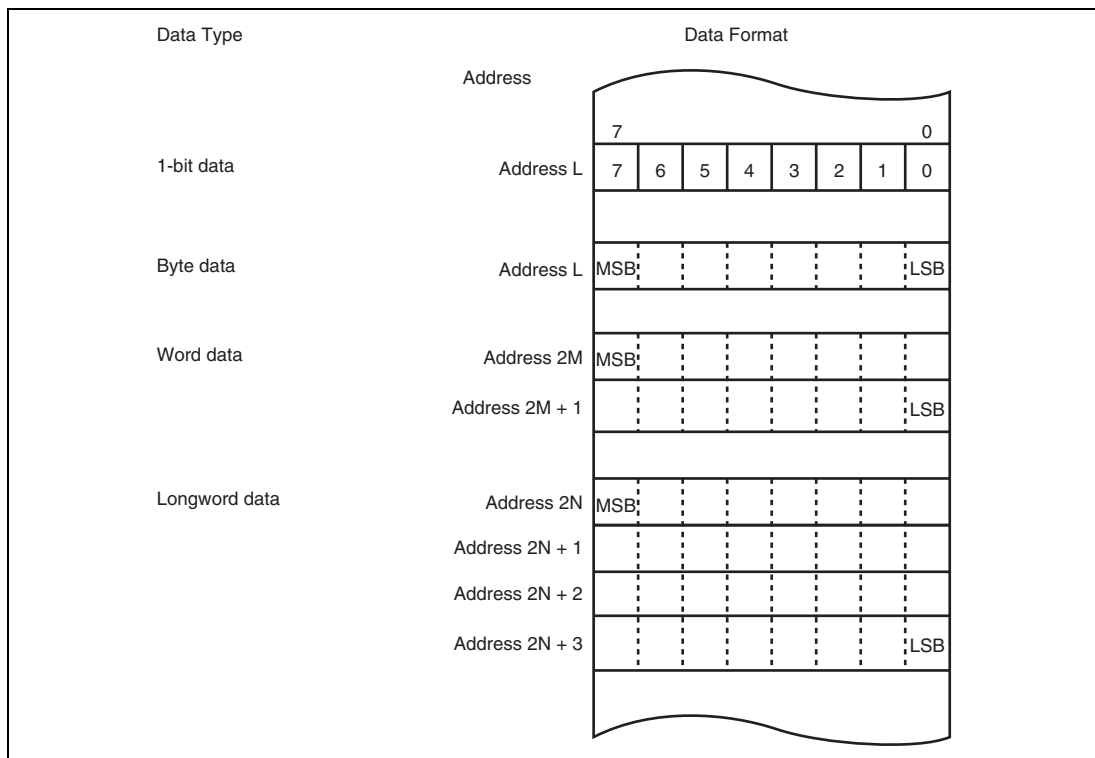 Data Type Data Format
Address
7 0
1-bit data Address L 7 6 5 4 3 2 1 0
Byte data Address L MSB LSB
Word data Address 2M MSB
Address 2M + 1 LSB
Longword data Address 2N MSB
Address 2N + 1
Address 2N + 2
Address 2N + 3 LSB